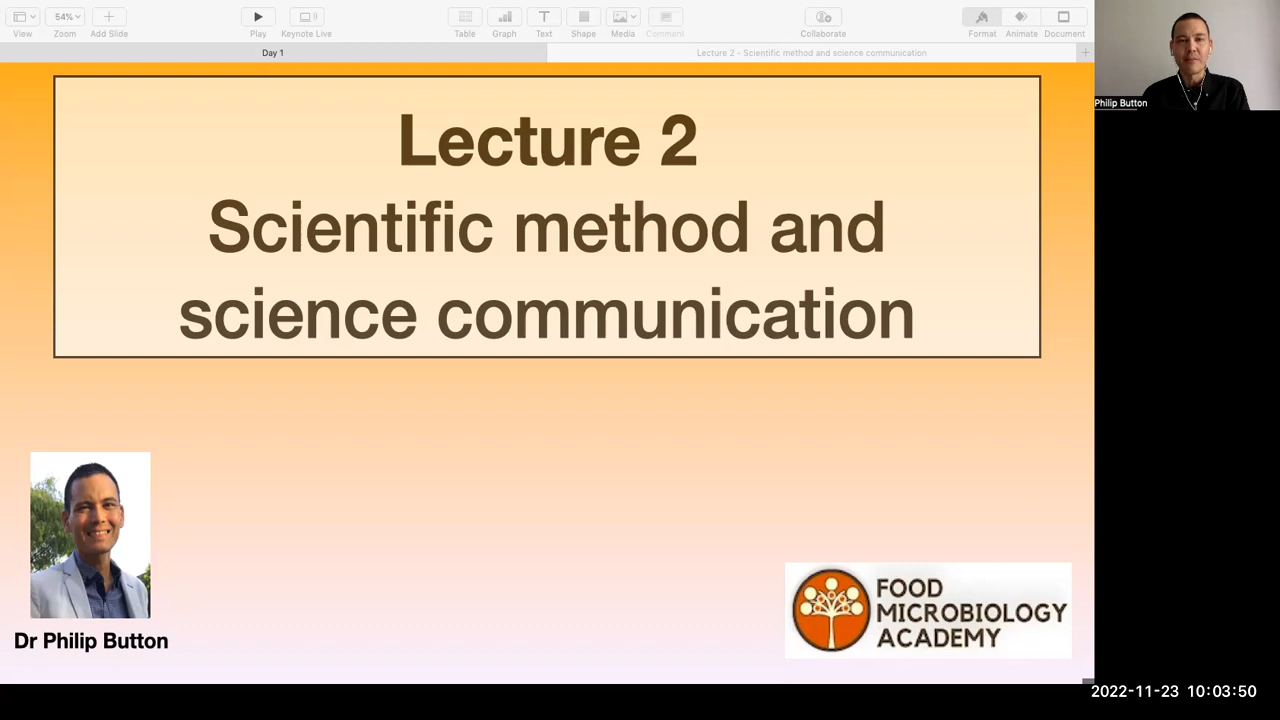 54%
View
Zoom
Add Slide
Play
Keynote Live
Table
Graph
Text
Shape
Media
Comment
Collaborate
Format
Animate
Document
Day 1
Lecture 2 - Scientific method and science communication
Philip Button
Lecture 2
Scientific method and
science communication
Dr Philip Button
FOOD
MICROBIOLOGY
ACADEMY
2022-11-23 10:03:50